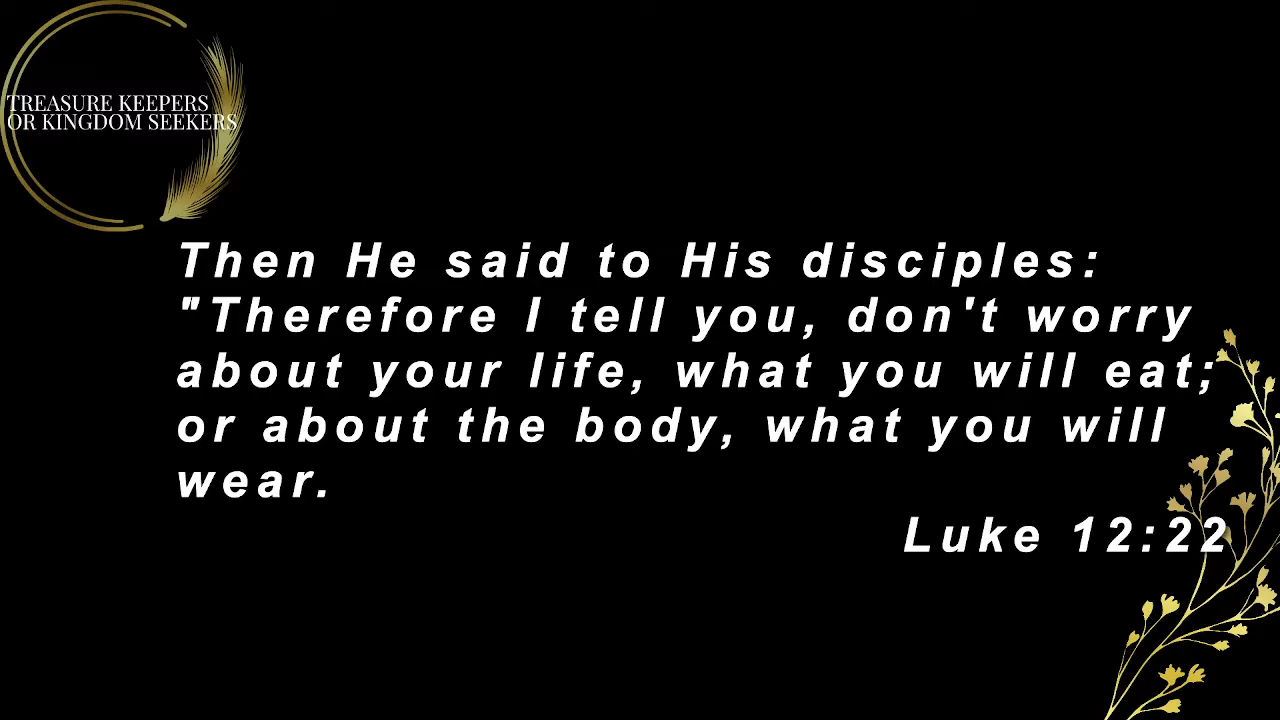 TREASURE KEEPERS
OR KINGDOM SEEKERS
Then He said to His disciples:
"Therefore I tell you, don't worry
about your life, what you will eat;
or about the body, what you will
wear.
Luke 12:22